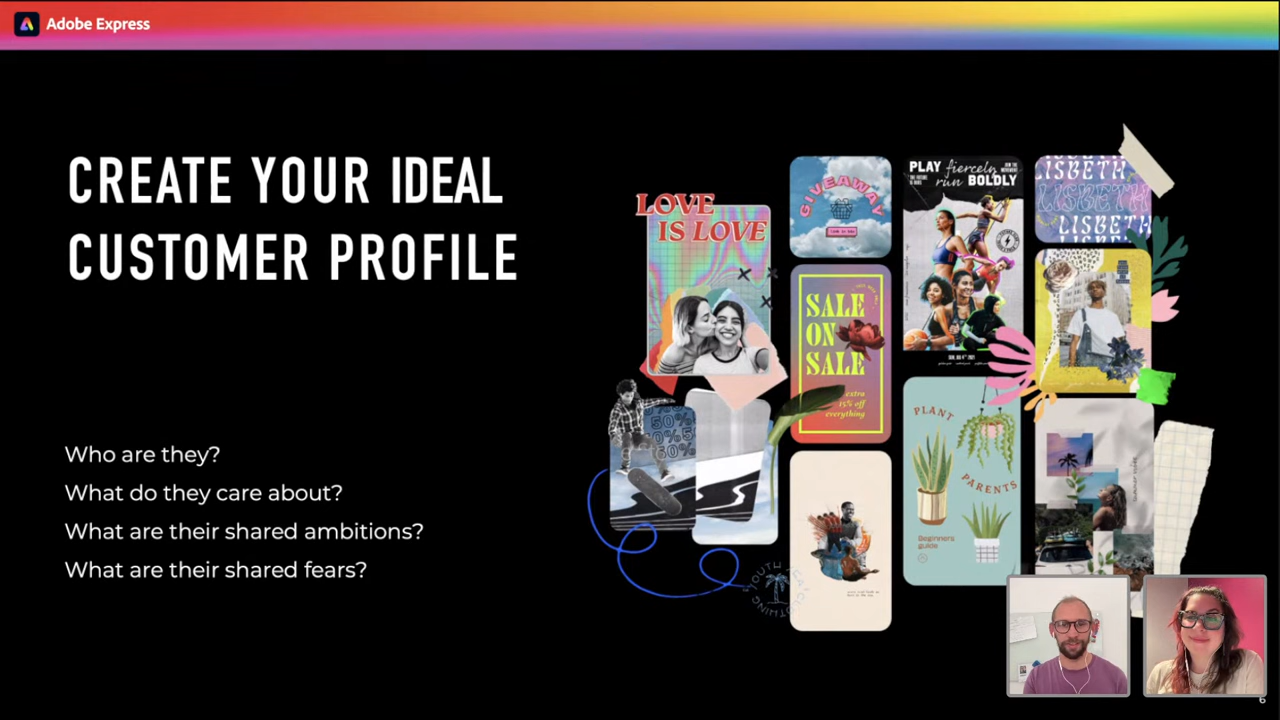 Adobe Express
CREATE YOUR IDEAL
CUSTOMER PROFILE
Who are they?
What do they care about?
What are their shared ambitions?
What are their shared fears?
LOVE
IS LOVE
GIVEAWAY
SALE
ON
SALE
extra
15% off
everything
PLAY fiercely
run BOLDLY
LISBETH
LISBETH
LISBETH
PLANT
PARENTS
Beginners
guide
6